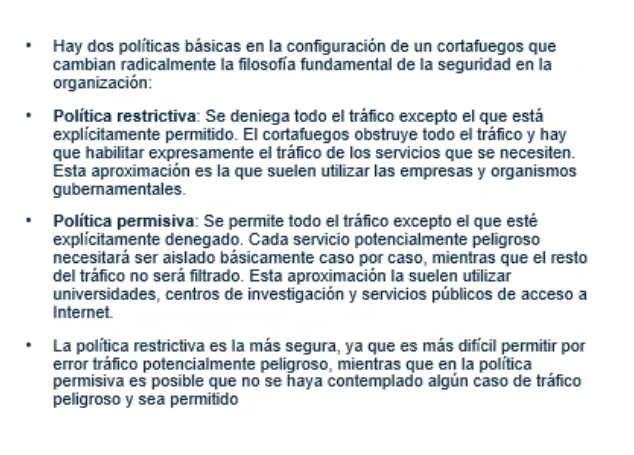 • Hay dos políticas básicas en la configuración de un cortafuegos que
cambian radicalmente la filosofía fundamental de la seguridad en la
organización:
• Política restrictiva: Se deniega todo el tráfico excepto el que está
explícitamente permitido. El cortafuegos obstruye todo el tráfico y hay
que habilitar expresamente el tráfico de los servicios que se necesiten.
Esta aproximación es la que suelen utilizar las empresas y organismos
gubernamentales.
• Política permisiva: Se permite todo el tráfico excepto el que esté
explícitamente denegado. Cada servicio potencialmente peligroso
necesitará ser aislado básicamente caso por caso, mientras que el resto
del tráfico no será filtrado. Esta aproximación la suelen utilizar
universidades, centros de investigación y servicios públicos de acceso a
Internet.
• La política restrictiva es la más segura, ya que es más difícil permitir por
error tráfico potencialmente peligroso, mientras que en la política
permisiva es posible que no se haya contemplado algún caso de tráfico
peligroso y sea permitido